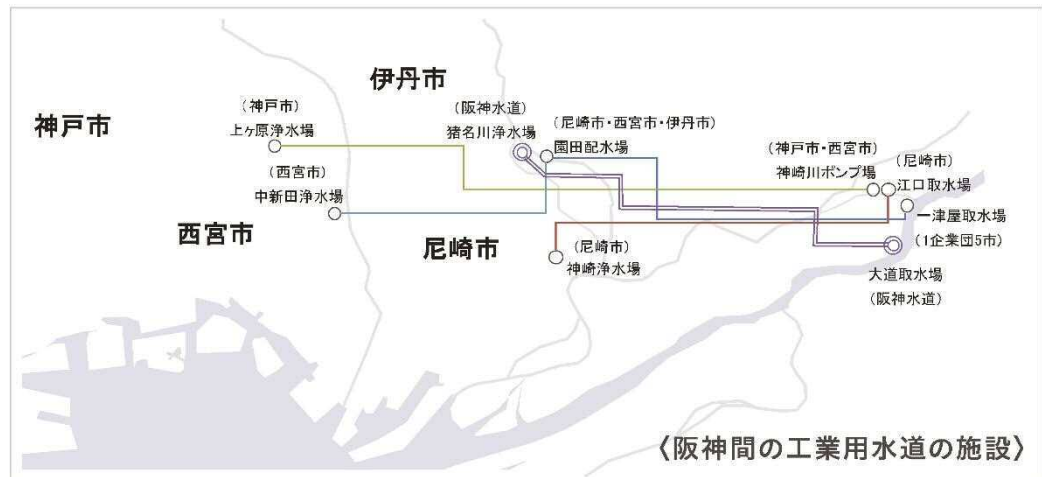 伊丹市
神戸市
(神戸市)
上ヶ原浄水場
(阪神水道)
猪名川浄水場
(尼崎市・西宮市・伊丹市)
園田配水場
(神戸市・西宮市)
神崎川ポンプ場
(尼崎市)
江口取水場
(西宮市)
中新田浄水場
一津屋取水場
(1企業団5市)
西宮市
尼崎市
(尼崎市)
神崎浄水場
大道取水場
(阪神水道)
〈阪神間の工業用水道の施設〉